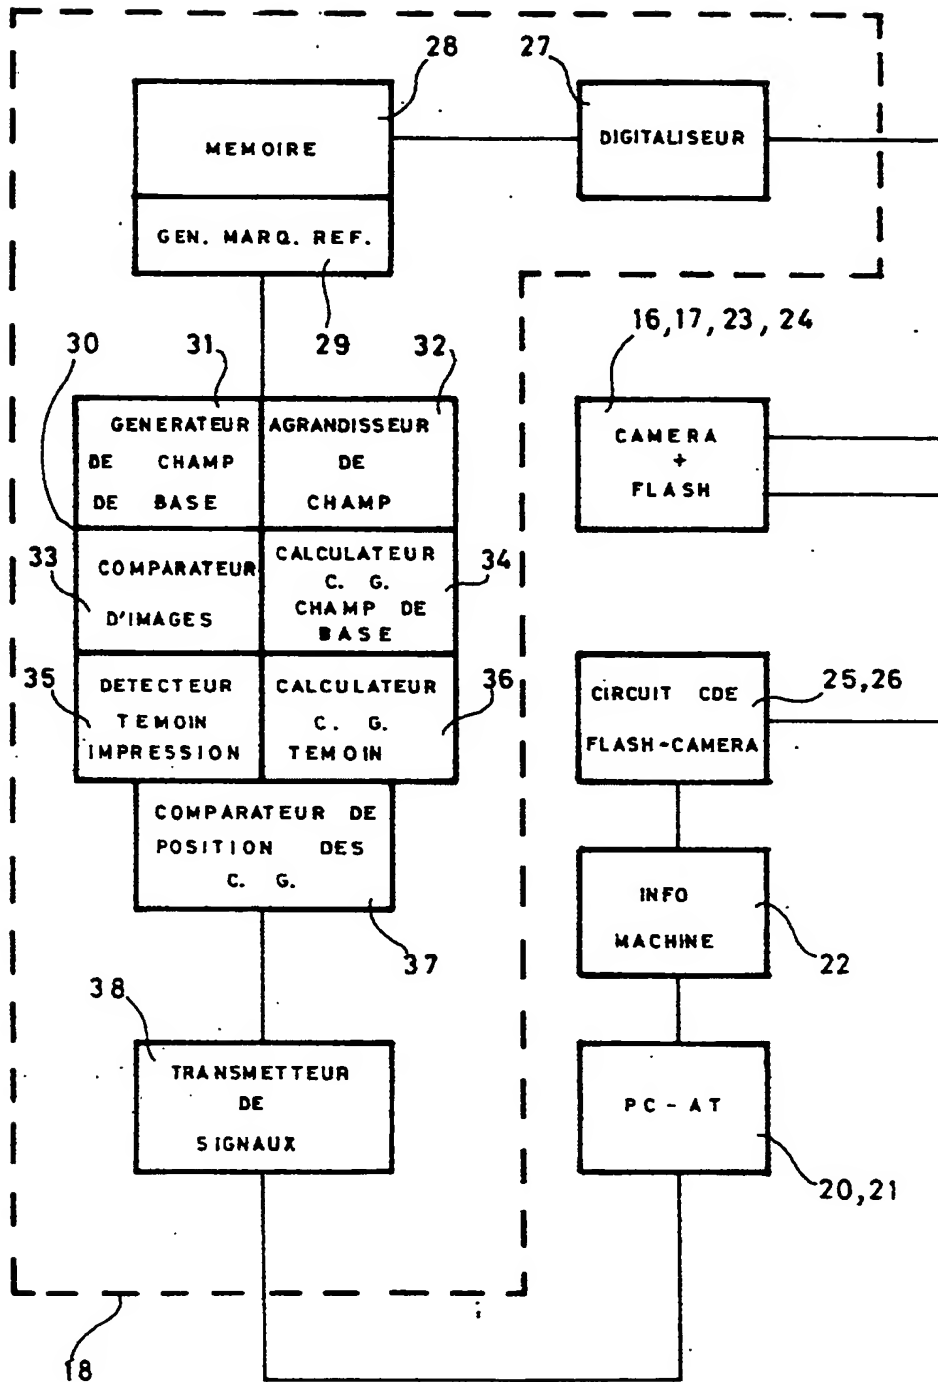 28
27
MEMOIRE
DIGITALISEUR
GEN. MARQ. REF.
16, 17, 23, 24
30
31
29
32
GENERATEUR
DE CHAMP
DE BASE
AGRANDISSEUR
DE
CHAMP
CAMERA
+
FLASH
33
COMPARATEUR
D'IMAGES
CALCULATEUR
C. G.
CHAMP DE
BASE
34
35
DETECTEUR
TEMOIN
IMPRESSION
CALCULATEUR
C. G.
TEMOIN
36
CIRCUIT CDE
FLASH-CAMERA
25, 26
COMPARATEUR DE
POSITION DES
C. G.
37
INFO
MACHINE
22
38
TRANSMETTEUR
DE
SIGNAUX
PC-AT
20, 21
18